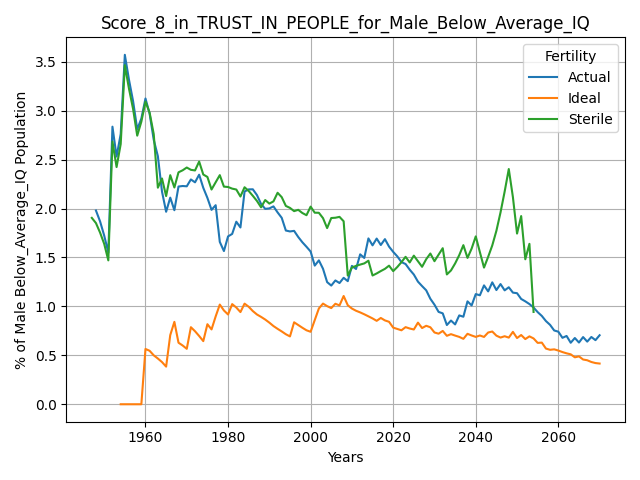 Score_8_in_TRUST_IN_PEOPLE_for_Male_Below_Average_IQ
% of Male Below_Average_IQ Population
3.5
3.0
2.5
2.0
1.5
1.0
0.5
0.0
Fertility
Actual
Ideal
Sterile
1960 1980 2000 2020 2040 2060
Years